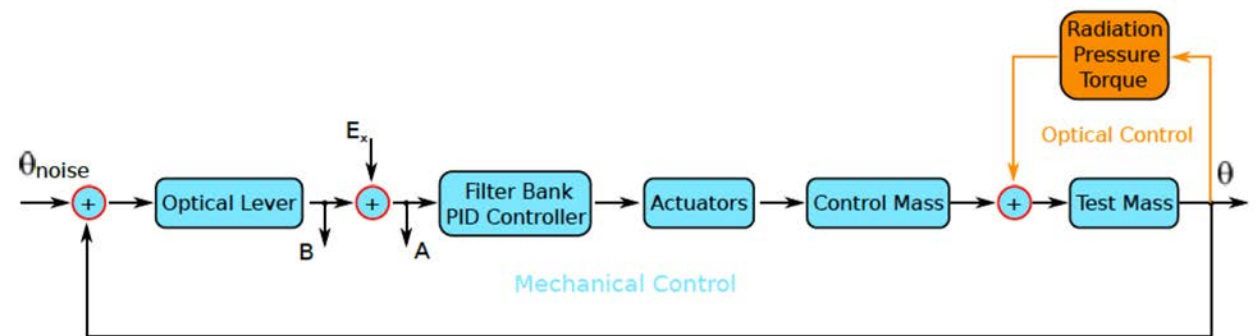 Radiation
Pressure
Torque
Optical Control
θnoise
Eₓ
θ
+
Optical Lever
+
Filter Bank
PID Controller
Actuators
Control Mass
+
Test Mass
B
A
Mechanical Control